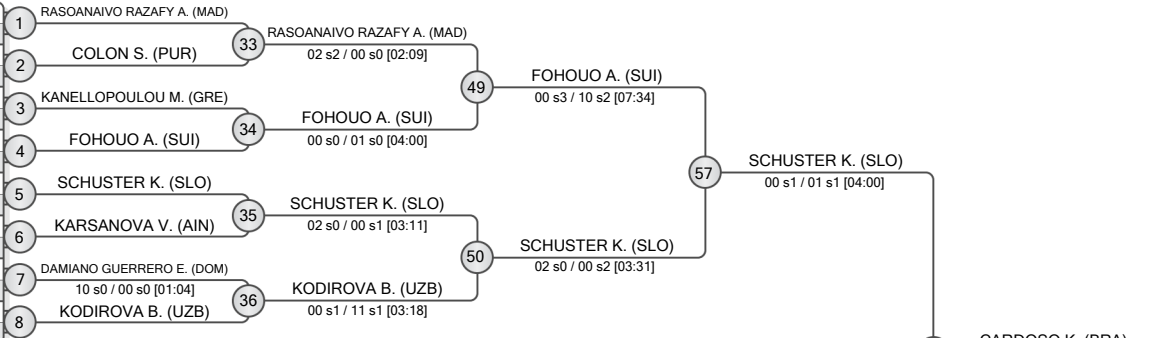 1
RASOANAIVO RAZAFY A. (MAD)
33
RASOANAIVO RAZAFY A. (MAD)
02 s2 / 00 s0 [02:09]
2
COLON S. (PUR)
49
FOHOUO A. (SUI)
00 s3 / 10 s2 [07:34]
3
KANELLOPOULOU M. (GRE)
34
FOHOUO A. (SUI)
00 s0 / 01 s0 [04:00]
4
FOHOUO A. (SUI)
57
SCHUSTER K. (SLO)
00 s1 / 01 s1 [04:00]
5
SCHUSTER K. (SLO)
35
SCHUSTER K. (SLO)
02 s0 / 00 s1 [03:11]
6
KARSANOVA V. (AIN)
50
SCHUSTER K. (SLO)
02 s0 / 00 s2 [03:31]
7
DAMIANO GUERRERO E. (DOM)
10 s0 / 00 s0 [01:04]
36
KODIROVA B. (UZB)
00 s1 / 11 s1 [03:18]
8
KODIROVA B. (UZB)
CARDOSO K. (BRA)